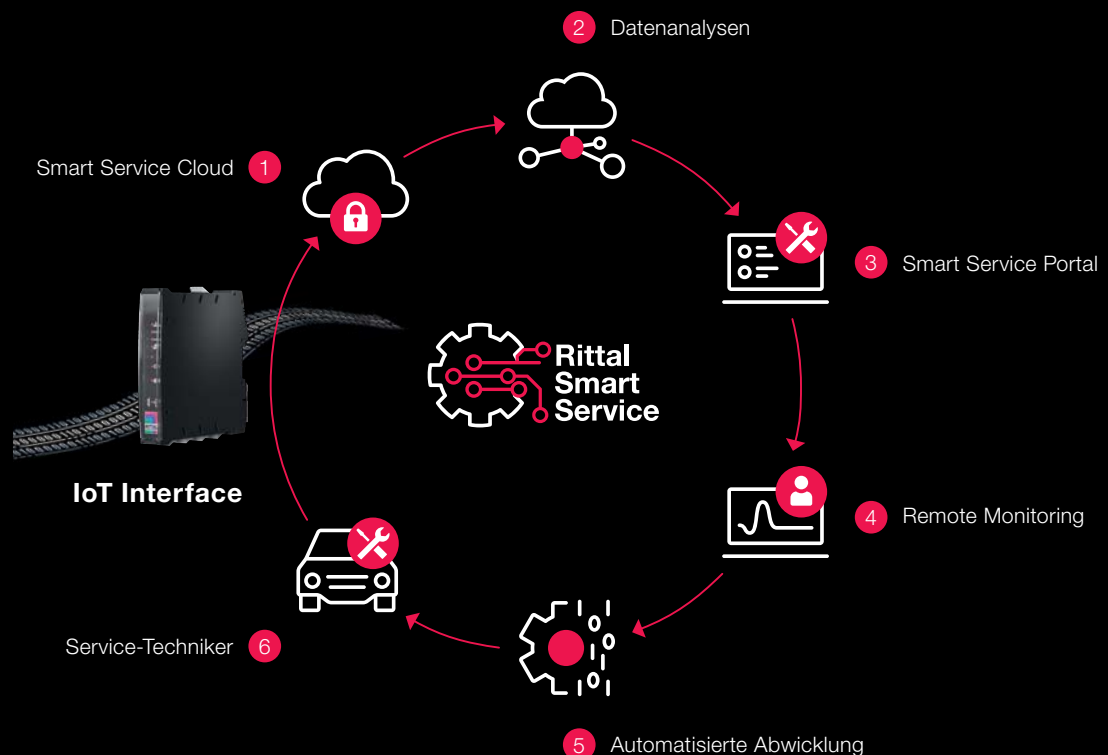 2 Datenanalysen
Smart Service Cloud 1
3 Smart Service Portal
Rittal
Smart
Service
IoT Interface
4 Remote Monitoring
Service-Techniker 6
5 Automatisierte Abwicklung